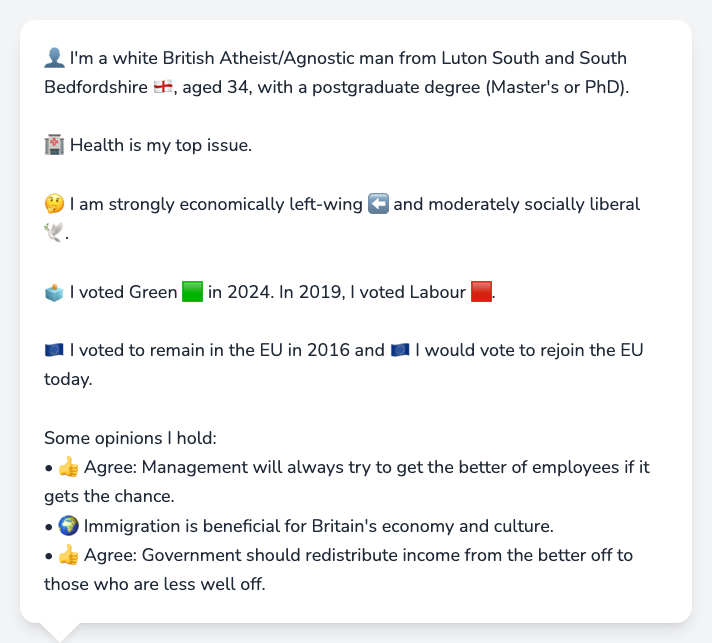 👤 I'm a white British Atheist/Agnostic man from Luton South and South
Bedfordshire 🏴󠁧󠁢󠁥󠁮󠁧󠁿, aged 34, with a postgraduate degree (Master's or PhD).
🏥 Health is my top issue.
🤔 I am strongly economically left-wing ⬅️ and moderately socially liberal
🕊️.
🗳️ I voted Green 🟩 in 2024. In 2019, I voted Labour 🟥.
🇪🇺 I voted to remain in the EU in 2016 and 🇪🇺 I would vote to rejoin the EU
today.
Some opinions I hold:
• 👍 Agree: Management will always try to get the better of employees if it
gets the chance.
• 🌍 Immigration is beneficial for Britain's economy and culture.
• 👍 Agree: Government should redistribute income from the better off to
those who are less well off.